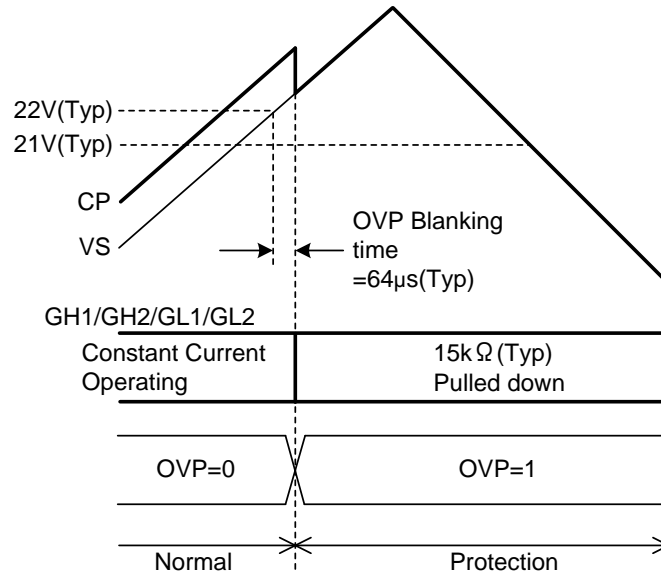 22V(Typ)
21V(Typ)
CP
VS
OVP Blanking
time
=64µs(Typ)
GH1/GH2/GL1/GL2
Constant Current
Operating
15kΩ(Typ)
Pulled down
OVP=0
OVP=1
Normal
Protection